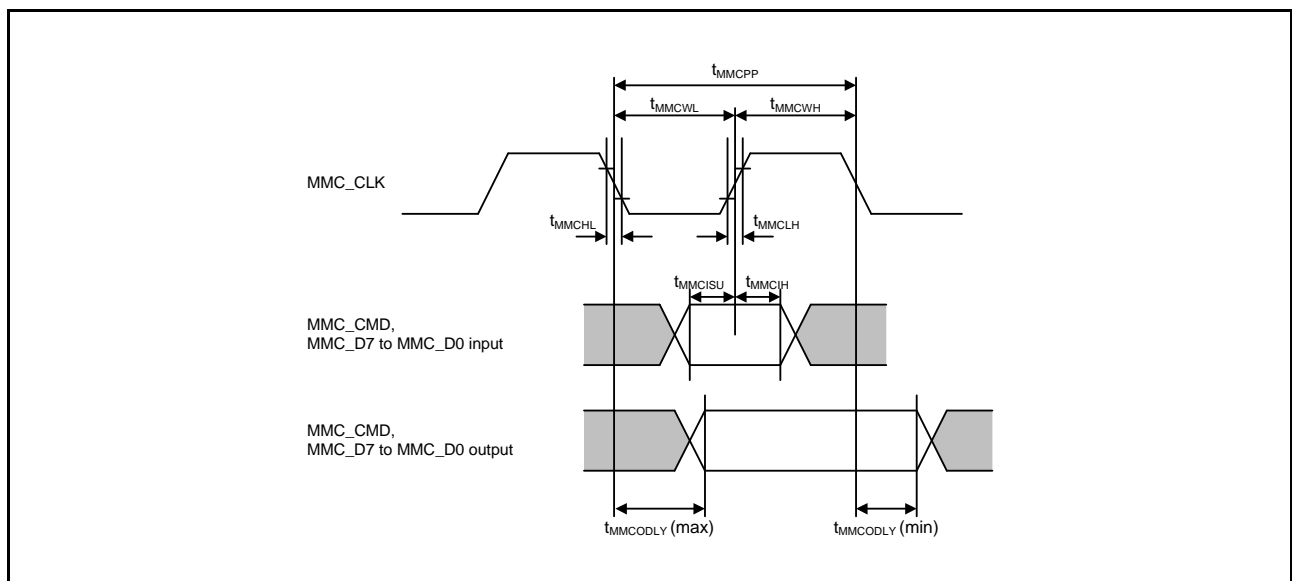 tMMCPP
tMMCWL tMMCWH
MMC_CLK
tMMCHL tMMCLH
tMMCISU tMMCIH
MMC_CMD,
MMC_D7 to MMC_D0 input
MMC_CMD,
MMC_D7 to MMC_D0 output
tMMCODLY (max) tMMCODLY (min)